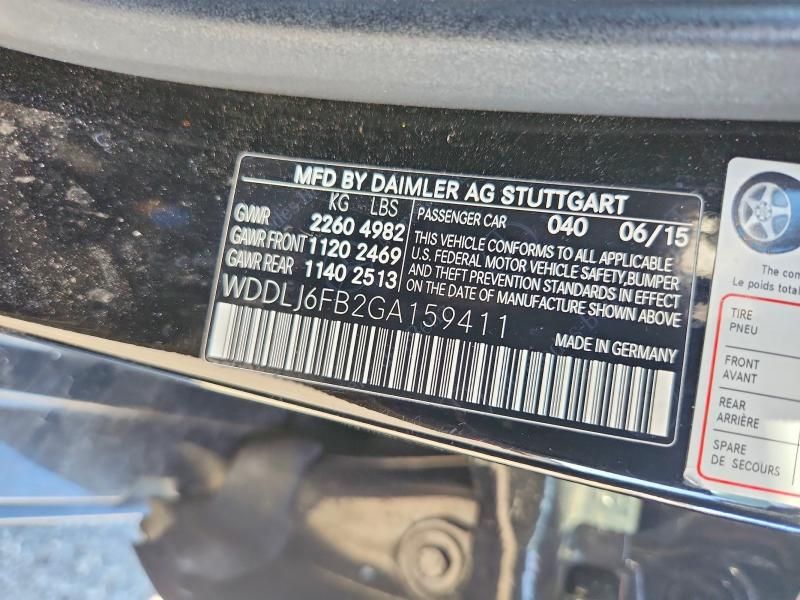 MFD BY DAIMLER AG STUTTGART
KG LBS
GVWR 2260 4982
GAWR FRONT 1120 2469
GAWR REAR 1140 2513
PASSENGER CAR 040 06/15
THIS VEHICLE CONFORMS TO ALL APPLICABLE
U.S. FEDERAL MOTOR VEHICLE SAFETY, BUMPER
AND THEFT PREVENTION STANDARDS IN EFFECT
ON THE DATE OF MANUFACTURE SHOWN ABOVE
WDDLJ6FB2GA159411
MADE IN GERMANY
The com
Le poids total
TIRE
PNEU
FRONT
AVANT
REAR
ARRIÈRE
SPARE
DE SECOURS